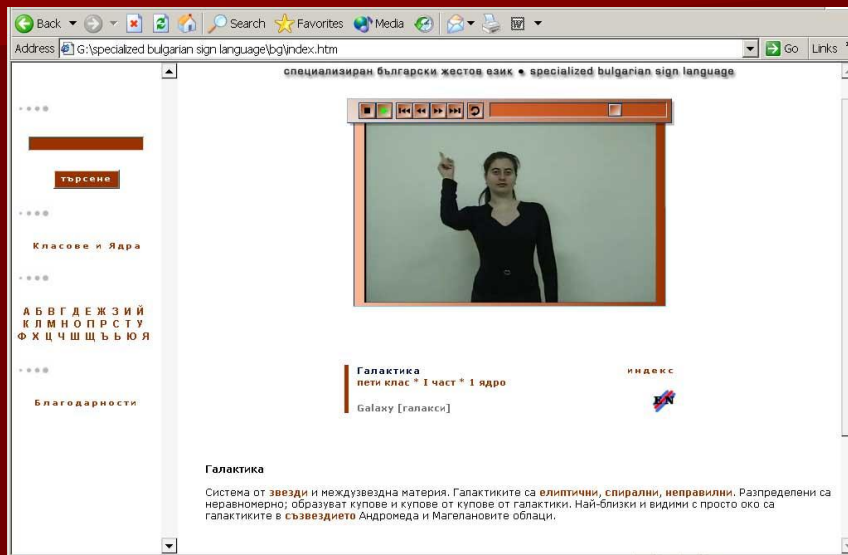 Back Search Favorites Media
Address G:\specialized bulgarian sign language\bg\index.htm Go Links
специализиран български жестов език • specialized bulgarian sign language
търсене
Класове и Ядра
А Б В Г Д Е Ж З И Й
К Л М Н О П Р С Т У
Ф Х Ц Ч Ш Щ Ъ Ь Ю Я
Благодарности
Галактика индекс
пети клас * I част * 1 ядро
Galaxy [галакси] EN
Галактика
Система от звезди и междузвездна материя. Галактиките са елиптични, спирални, неправилни. Разпределени са
неравномерно; образуват купове и купове от купове от галактики. Най-близки и видими с просто око са
галактиките в съзвездието Андромеда и Магелановите облаци.